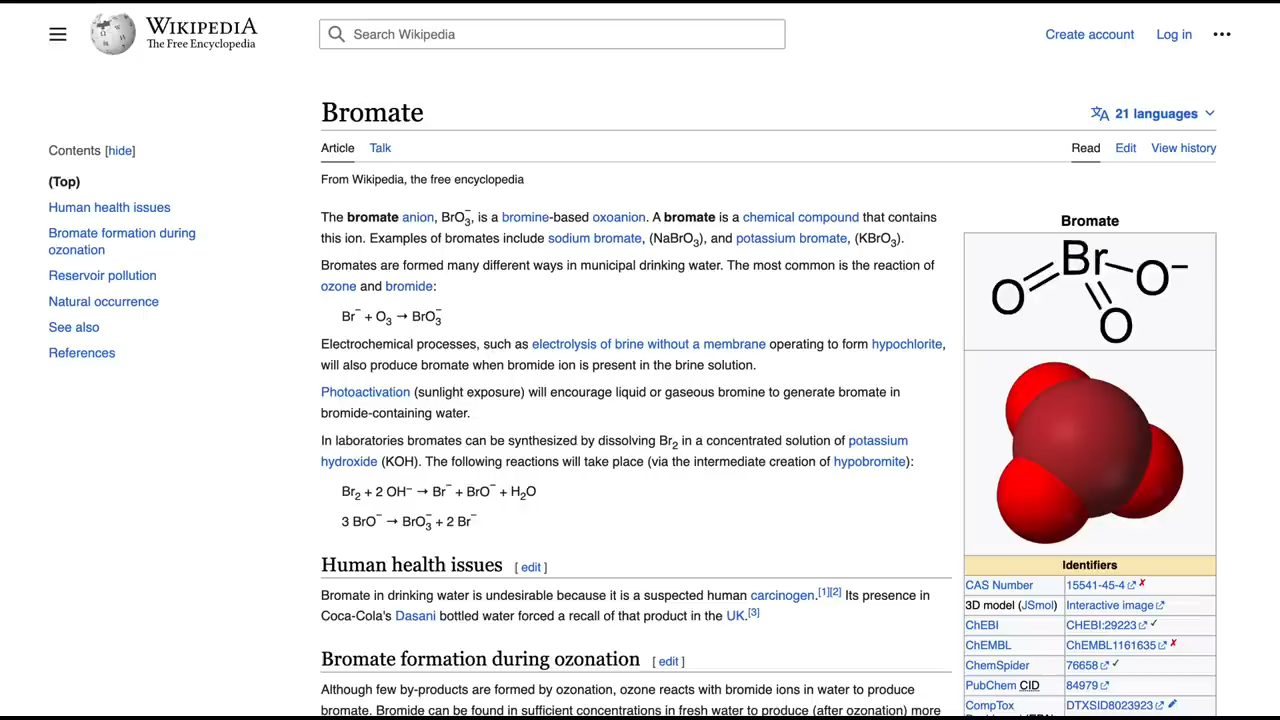 WIKIPEDIA
The Free Encyclopedia
Search Wikipedia
Create account Log in
Bromate
21 languages
Contents [hide]
(Top)
Human health issues
Bromate formation during
ozonation
Reservoir pollution
Natural occurrence
See also
References
Article Talk
Read Edit View history
From Wikipedia, the free encyclopedia
The bromate anion, BrO₃⁻, is a bromine-based oxoanion. A bromate is a chemical compound that contains
this ion. Examples of bromates include sodium bromate, (NaBrO₃), and potassium bromate, (KBrO₃).
Bromates are formed many different ways in municipal drinking water. The most common is the reaction of
ozone and bromide:
Br⁻ + O₃ → BrO₃⁻
Electrochemical processes, such as electrolysis of brine without a membrane operating to form hypochlorite,
will also produce bromate when bromide ion is present in the brine solution.
Photoactivation (sunlight exposure) will encourage liquid or gaseous bromine to generate bromate in
bromide-containing water.
In laboratories bromates can be synthesized by dissolving Br₂ in a concentrated solution of potassium
hydroxide (KOH). The following reactions will take place (via the intermediate creation of hypobromite):
Br₂ + 2 OH⁻ → Br⁻ + BrO⁻ + H₂O
3 BrO⁻ → BrO₃⁻ + 2 Br⁻
Human health issues [ edit ]
Bromate in drinking water is undesirable because it is a suspected human carcinogen.[1][2] Its presence in
Coca-Cola's Dasani bottled water forced a recall of that product in the UK.[3]
Bromate formation during ozonation [ edit ]
Although few by-products are formed by ozonation, ozone reacts with bromide ions in water to produce
bromate. Bromide can be found in sufficient concentrations in fresh water to produce (after ozonation) more
Bromate
Br
O
O⁻
O
Identifiers
CAS Number 15541-45-4 ✗
3D model (JSmol) Interactive image
ChEBI CHEBI:29223 ✓
ChEMBL ChEMBL1161635 ✗
ChemSpider 76658 ✓
PubChem CID 84979
CompTox DTXSID8023923